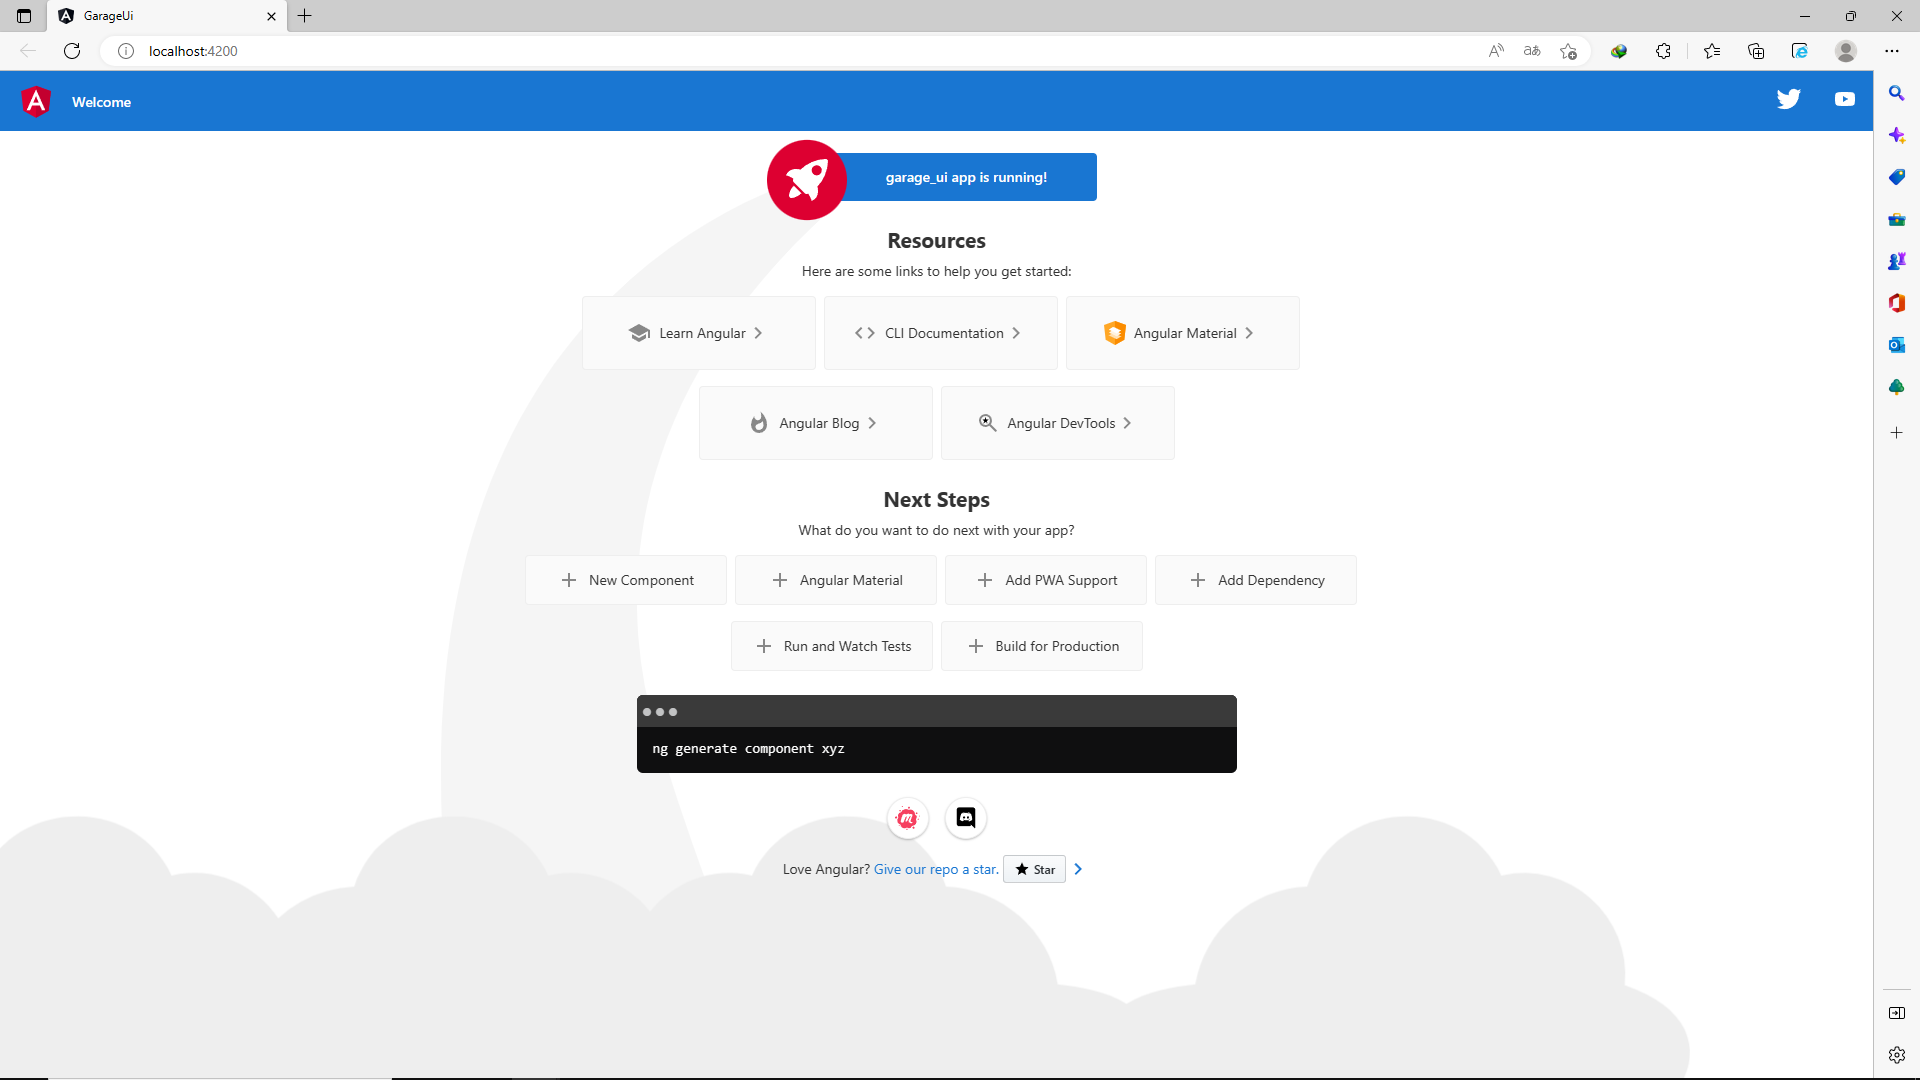 GarageUi
localhost:4200
Welcome
garage_ui app is running!
Resources
Here are some links to help you get started:
Learn Angular
CLI Documentation
Angular Material
Angular Blog
Angular DevTools
Next Steps
What do you want to do next with your app?
New Component
Angular Material
Add PWA Support
Add Dependency
Run and Watch Tests
Build for Production
ng generate component xyz
Love Angular? Give our repo a star. Star